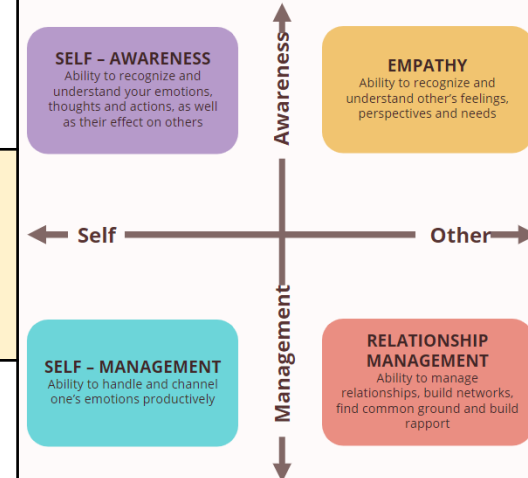 SELF – AWARENESS
Ability to recognize and
understand your emotions,
thoughts and actions, as well
as their effect on others
Awareness
EMPATHY
Ability to recognize and
understand other's feelings,
perspectives and needs
Self
Other
Management
SELF – MANAGEMENT
Ability to handle and channel
one's emotions productively
RELATIONSHIP
MANAGEMENT
Ability to manage
relationships, build networks,
find common ground and build
rapport